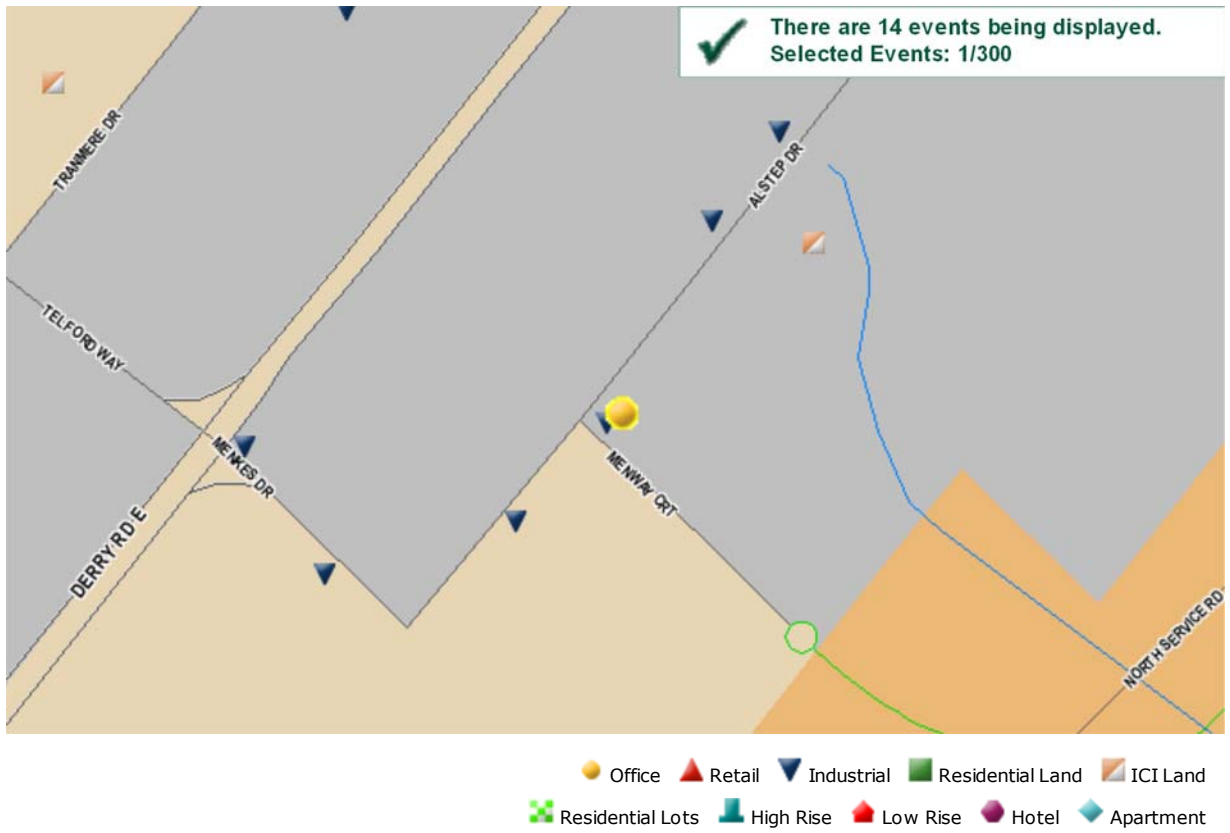 There are 14 events being displayed.
Selected Events: 1/300
TRANMERE DR
ALSTEP DR
TELFORD WAY
MENKES DR
MENWAY CRT
DERRY RD E
NORTH SERVICE RD
Office Retail Industrial Residential Land ICI Land
Residential Lots High Rise Low Rise Hotel Apartment